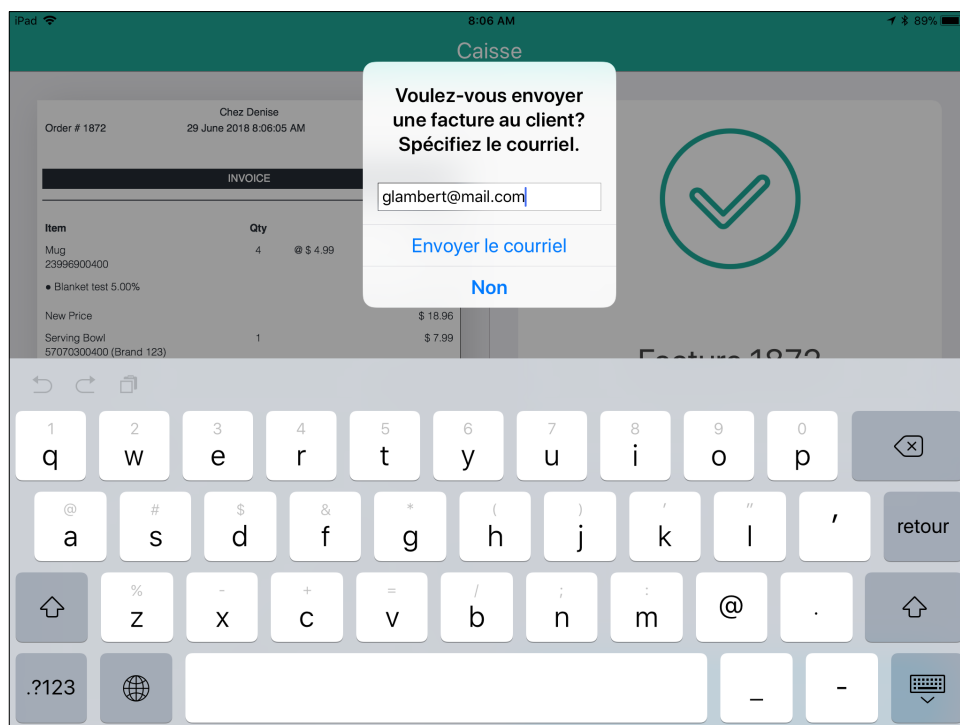 iPad 8:06 AM 89%
Caisse
Chez Denise
Order # 1872 29 June 2018 8:06:05 AM
INVOICE
Item Qty
Mug 4 @ $ 4.99
23996900400
● Blanket test 5.00%
New Price $ 18.96
Serving Bowl 1 $ 7.99
57070300400 (Brand 123)
Voulez-vous envoyer
une facture au client?
Spécifiez le courriel.
glambert@mail.com
Envoyer le courriel
Non
Facture 1872
1 2 3 4 5 6 7 8 9 0
q w e r t y u i o p
@ # $ & * ( ) ' "
a s d f g h j k l ' retour
% - + = / ; :
z x c v b n m @ .
.?123 _ -